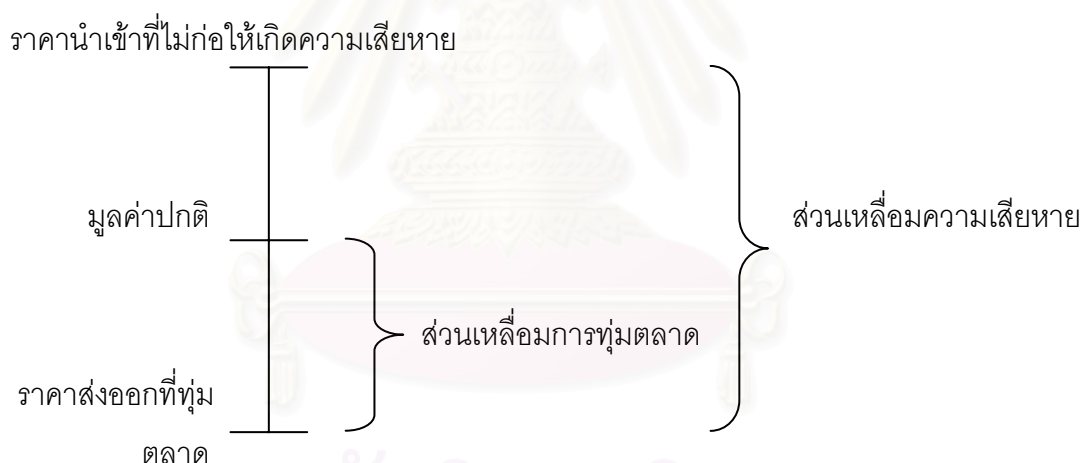 ราคานำเข้าที่ไม่ก่อให้เกิดความเสียหาย
มูลค่าปกติ
ส่วนเหลื่อมความเสียหาย
ส่วนเหลื่อมการทุ่มตลาด
ราคาส่งออกที่ทุ่ม
ตลาด